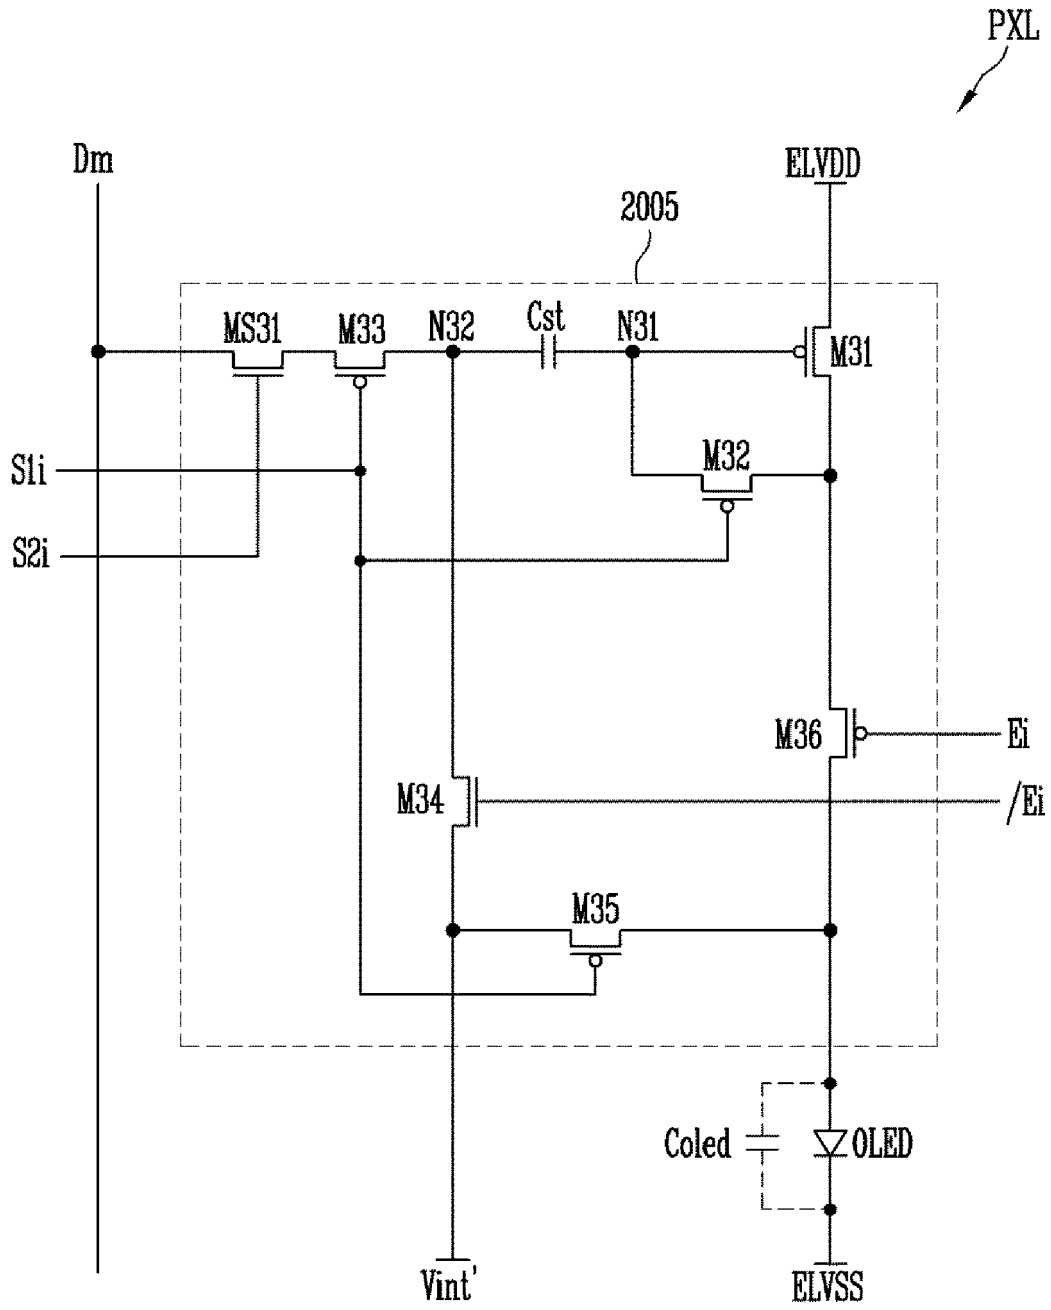 PXL
Dm
ELVDD
2005
MS31
M33
N32
Cst
N31
M31
M32
S1i
S2i
M36
Ei
M34
/Ei
M35
Coled
OLED
Vint'
ELVSS